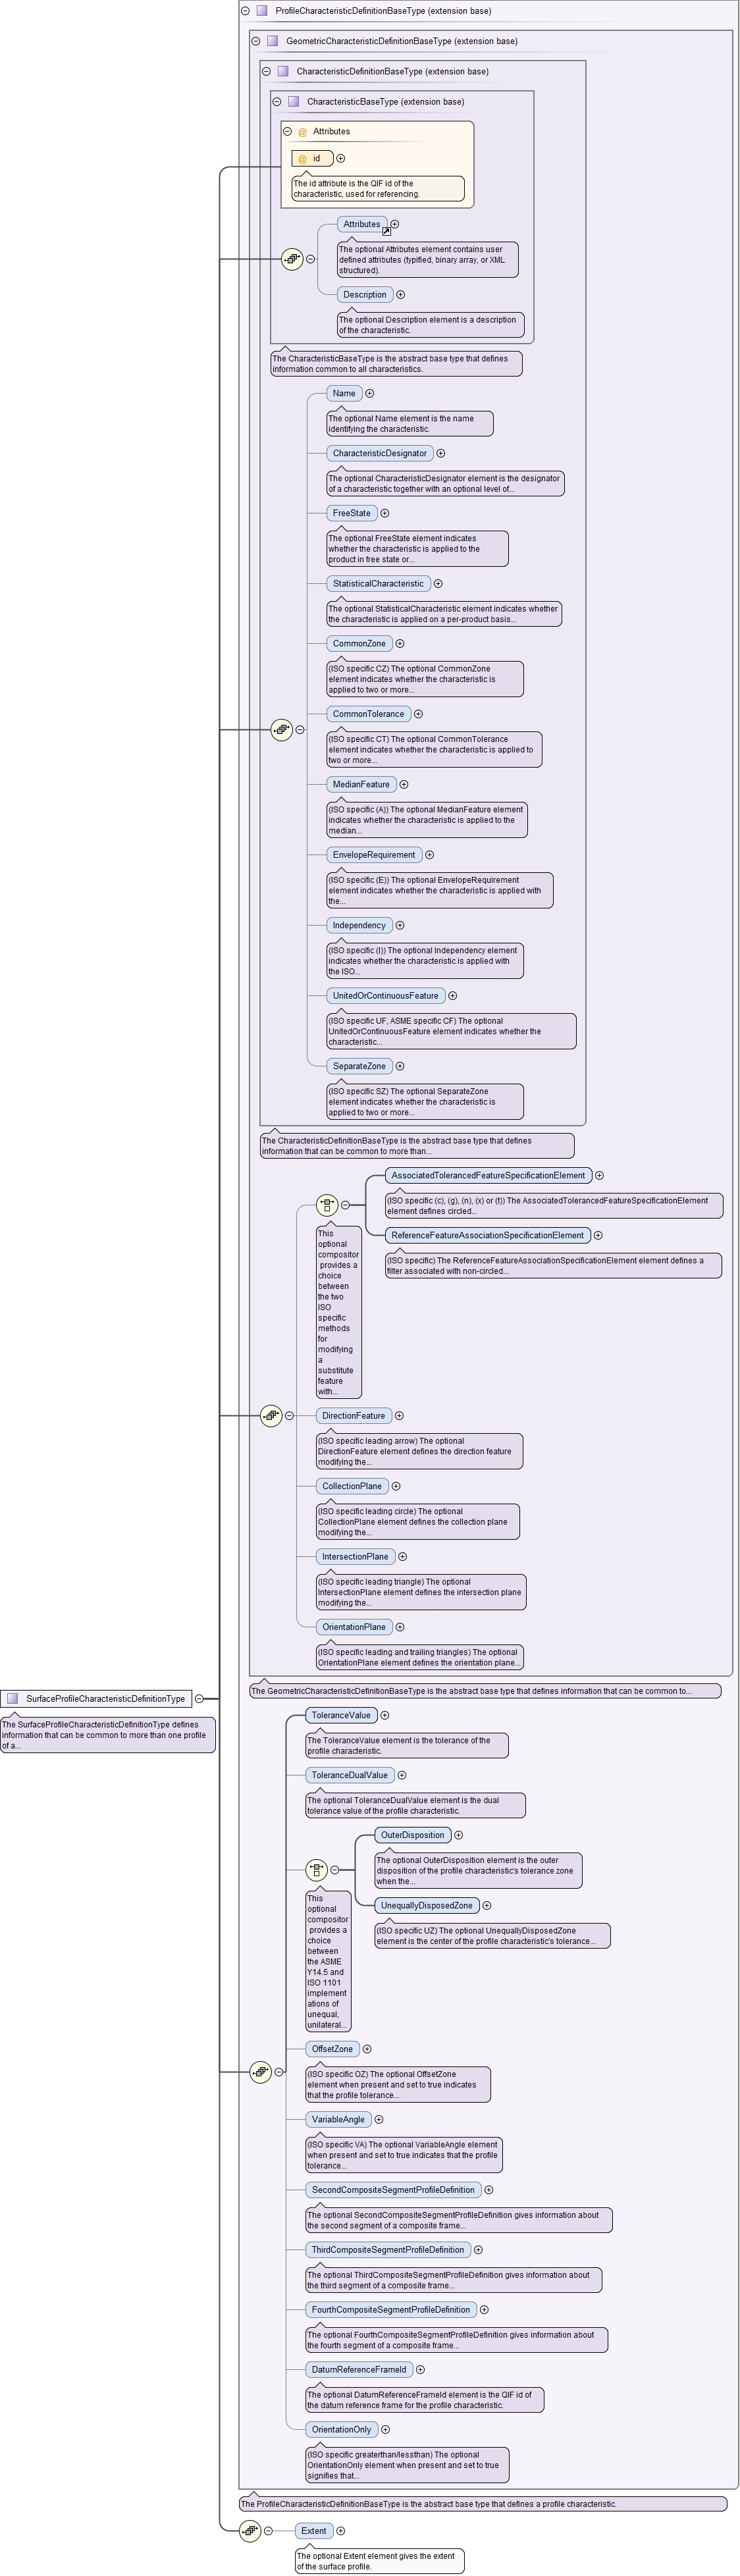 ProfileCharacteristicDefinitionBaseType (extension base)
GeometricCharacteristicDefinitionBaseType (extension base)
CharacteristicDefinitionBaseType (extension base)
CharacteristicBaseType (extension base)
@ Attributes
@ id
The id attribute is the QIF id of the
characteristic, used for referencing.
Attributes
The optional Attributes element contains user
defined attributes (typified, binary array, or XML
structured).
Description
The optional Description element is a description
of the characteristic.
The CharacteristicBaseType is the abstract base type that defines
information common to all characteristics.
Name
The optional Name element is the name
identifying the characteristic.
CharacteristicDesignator
The optional CharacteristicDesignator element is the designator
of a characteristic together with an optional level of...
FreeState
The optional FreeState element indicates
whether the characteristic is applied to the
product in free state or...
StatisticalCharacteristic
The optional StatisticalCharacteristic element indicates whether
the characteristic is applied on a per-product basis...
CommonZone
(ISO specific CZ) The optional CommonZone
element indicates whether the characteristic is
applied to two or more...
CommonTolerance
(ISO specific CT) The optional CommonTolerance
element indicates whether the characteristic is applied to
two or more...
MedianFeature
(ISO specific (A)) The optional MedianFeature element
indicates whether the characteristic is applied to the
median...
EnvelopeRequirement
(ISO specific (E)) The optional EnvelopeRequirement
element indicates whether the characteristic is applied with
the...
Independency
(ISO specific (I)) The optional Independency element
indicates whether the characteristic is applied with
the ISO...
UnitedOrContinuousFeature
(ISO specific UF, ASME specific CF) The optional
UnitedOrContinuousFeature element indicates whether the
characteristic...
SeparateZone
(ISO specific SZ) The optional SeparateZone
element indicates whether the characteristic is
applied to two or more...
The CharacteristicDefinitionBaseType is the abstract base type that defines
information that can be common to more than...
AssociatedTolerancedFeatureSpecificationElement
(ISO specific (c), (g), (n), (x) or (t)) The AssociatedTolerancedFeatureSpecificationElement
element defines circled...
ReferenceFeatureAssociationSpecificationElement
(ISO specific) The ReferenceFeatureAssociationSpecificationElement element defines a
filter associated with non-circled...
This
optional
compositor
provides a
choice
between
the two
ISO
specific
methods
for
modifying
a
substitute
feature
with...
DirectionFeature
(ISO specific leading arrow) The optional
DirectionFeature element defines the direction feature
modifying the...
CollectionPlane
(ISO specific leading circle) The optional
CollectionPlane element defines the collection plane
modifying the...
IntersectionPlane
(ISO specific leading triangle) The optional
IntersectionPlane element defines the intersection plane
modifying the...
OrientationPlane
(ISO specific leading and trailing triangles) The optional
OrientationPlane element defines the orientation plane...
The GeometricCharacteristicDefinitionBaseType is the abstract base type that defines information that can be common to...
SurfaceProfileCharacteristicDefinitionType
The SurfaceProfileCharacteristicDefinitionType defines
information that can be common to more than one profile
of a...
ToleranceValue
The ToleranceValue element is the tolerance of the
profile characteristic.
ToleranceDualValue
The optional ToleranceDualValue element is the dual
tolerance value of the profile characteristic.
OuterDisposition
The optional OuterDisposition element is the outer
disposition of the profile characteristic's tolerance zone
when the...
UnequallyDisposedZone
(ISO specific UZ) The optional UnequallyDisposedZone
element is the center of the profile characteristic's tolerance...
This
optional
compositor
provides a
choice
between
the ASME
Y14.5 and
ISO 1101
implement
ations of
unequal,
unilateral...
OffsetZone
(ISO specific OZ) The optional OffsetZone
element when present and set to true indicates
that the profile tolerance...
VariableAngle
(ISO specific VA) The optional VariableAngle element
when present and set to true indicates that the profile
tolerance...
SecondCompositeSegmentProfileDefinition
The optional SecondCompositeSegmentProfileDefinition gives information about
the second segment of a composite frame...
ThirdCompositeSegmentProfileDefinition
The optional ThirdCompositeSegmentProfileDefinition gives information about
the third segment of a composite frame...
FourthCompositeSegmentProfileDefinition
The optional FourthCompositeSegmentProfileDefinition gives information about
the fourth segment of a composite frame...
DatumReferenceFrameId
The optional DatumReferenceFrameId element is the QIF id of
the datum reference frame for the profile characteristic.
OrientationOnly
(ISO specific greaterthan/lessthan) The optional
OrientationOnly element when present and set to true
signifies that...
The ProfileCharacteristicDefinitionBaseType is the abstract base type that defines a profile characteristic.
Extent
The optional Extent element gives the extent
of the surface profile.